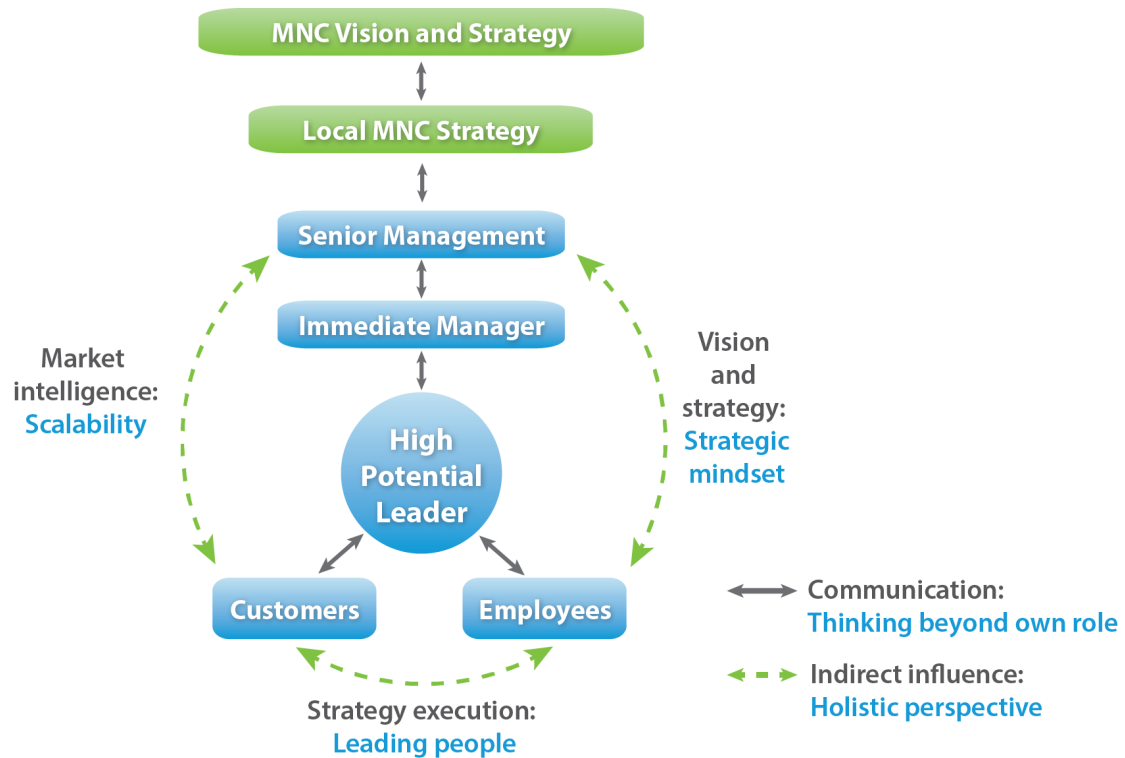 MNC Vision and Strategy
Local MNC Strategy
Senior Management
Immediate Manager
Market
intelligence:
Scalability
Vision
and
strategy:
Strategic
mindset
High
Potential
Leader
Customers
Employees
Strategy execution:
Leading people
Communication:
Thinking beyond own role
Indirect influence:
Holistic perspective